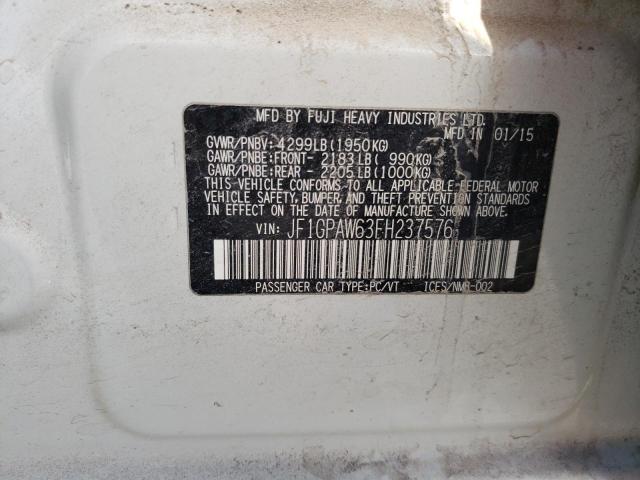 MFD BY FUJI HEAVY INDUSTRIES LTD.
MFD IN 01/15
GVWR/PNBV: 4299LB (1950KG)
GAWR/PNBE:FRONT- 2183LB ( 990KG)
GAWR/PNBE:REAR - 2205LB (1000KG)
THIS VEHICLE CONFORMS TO ALL APPLICABLE FEDERAL MOTOR
VEHICLE SAFETY, BUMPER, AND THEFT PREVENTION STANDARDS
IN EFFECT ON THE DATE OF MANUFACTURE SHOWN ABOVE.
VIN: JF1GPAW63FH237576
PASSENGER CAR TYPE:PC/VT ICES/NMB-002